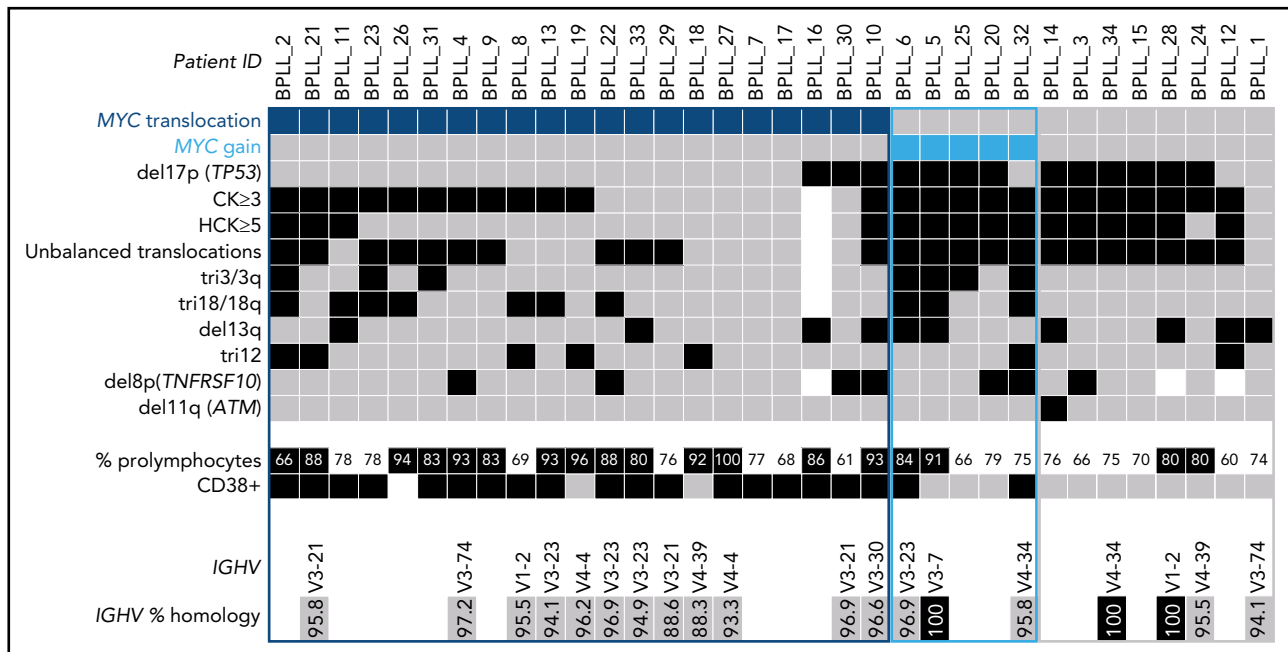 Patient ID BPLL_2 BPLL_21 BPLL_11 BPLL_23 BPLL_26 BPLL_31 BPLL_4 BPLL_9 BPLL_8 BPLL_13 BPLL_19 BPLL_22 BPLL_33 BPLL_29 BPLL_18 BPLL_27 BPLL_7 BPLL_17 BPLL_16 BPLL_30 BPLL_10 BPLL_6 BPLL_5 BPLL_25 BPLL_20 BPLL_32 BPLL_14 BPLL_3 BPLL_34 BPLL_15 BPLL_28 BPLL_24 BPLL_12 BPLL_1
MYC translocation
MYC gain
del17p (TP53)
CK≥3
HCK≥5
Unbalanced translocations
tri3/3q
tri18/18q
del13q
tri12
del8p(TNFRSF10)
del11q (ATM)
% prolymphocytes 66 88 78 78 94 83 93 83 69 93 96 88 80 76 92 100 77 68 86 61 93 84 91 66 79 75 76 66 75 70 80 80 60 74
CD38+
IGHV V3-21 V3-74 V1-2 V3-23 V4-4 V3-23 V3-23 V3-21 V4-39 V4-4 V3-21 V3-30 V3-23 V3-7 V4-34 V4-34 V1-2 V4-39 V3-74
IGHV % homology 95.8 97.2 95.5 94.1 96.2 96.9 94.9 88.6 88.3 93.3 96.9 96.6 96.9 100 95.8 100 100 95.5 94.1